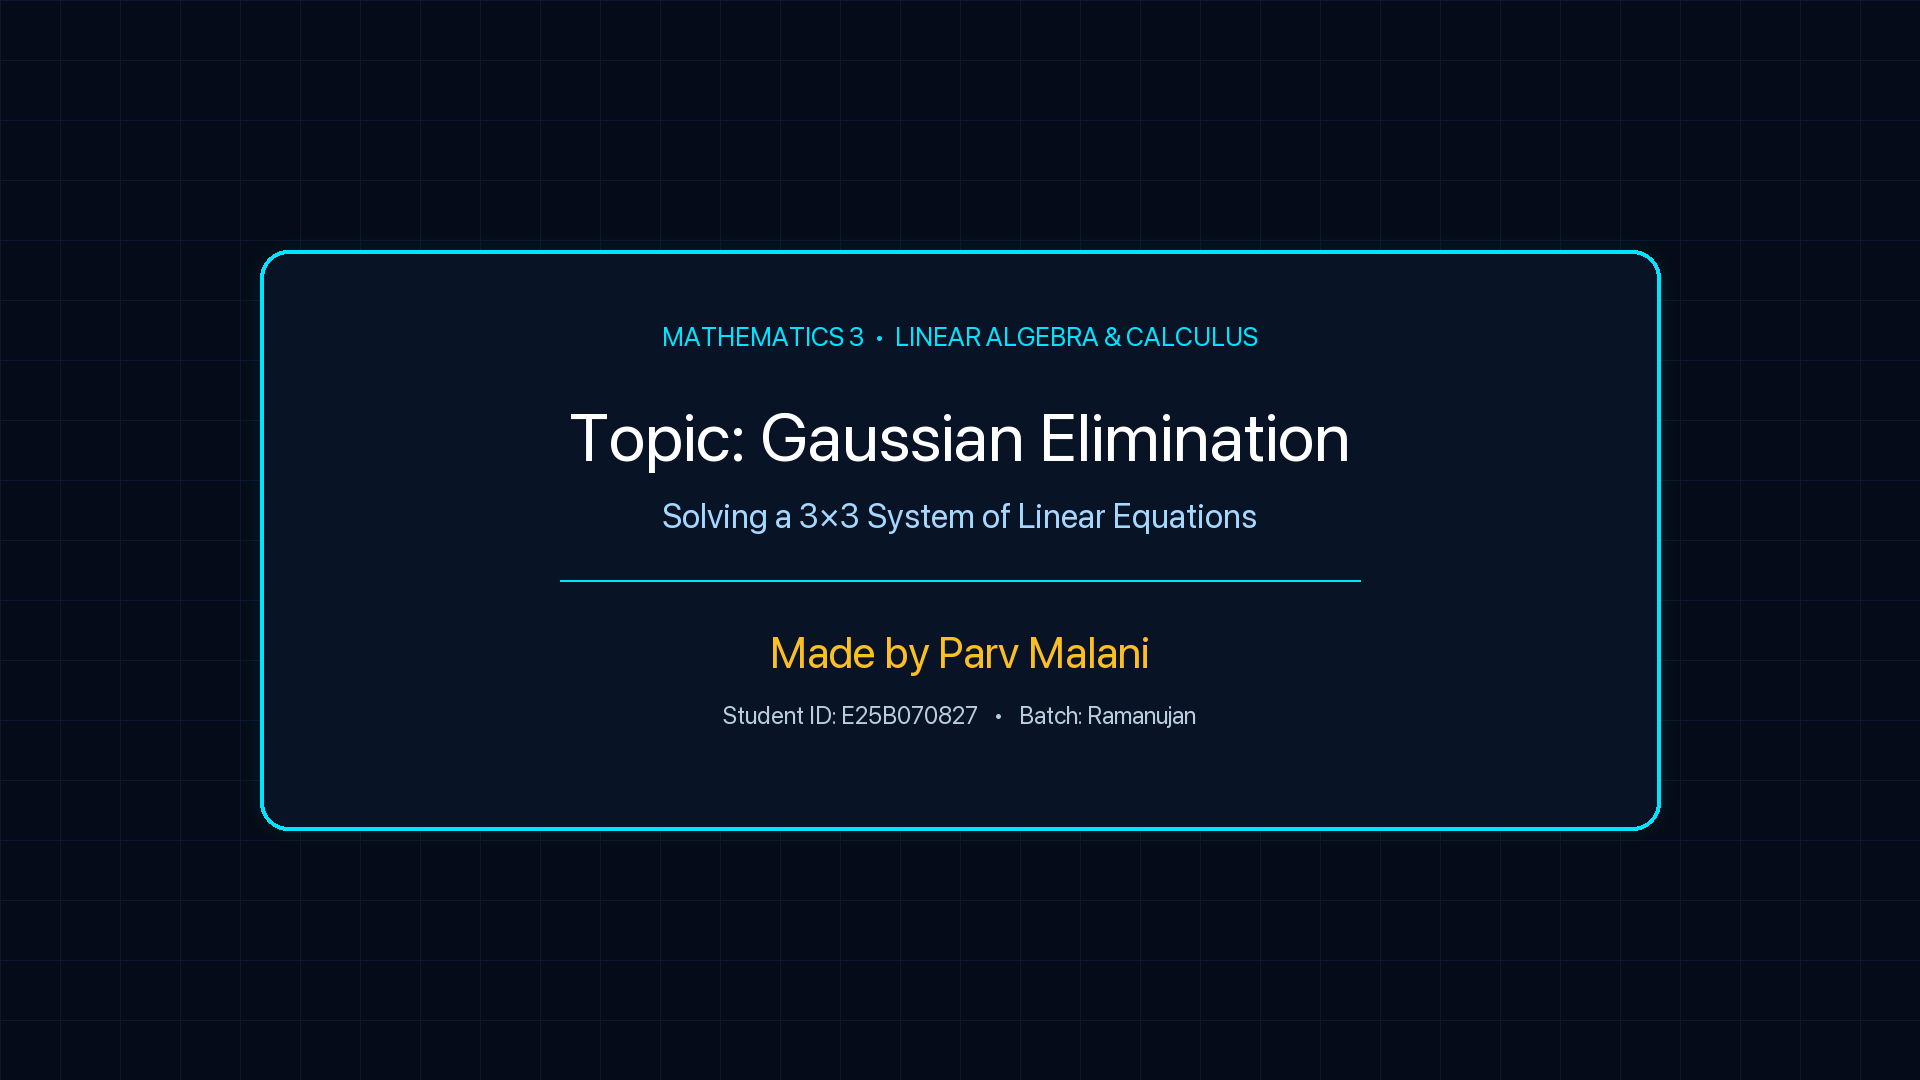 MATHEMATICS 3 • LINEAR ALGEBRA & CALCULUS
Topic: Gaussian Elimination
Solving a 3×3 System of Linear Equations
Made by Parv Malani
Student ID: E25B070827 • Batch: Ramanujan